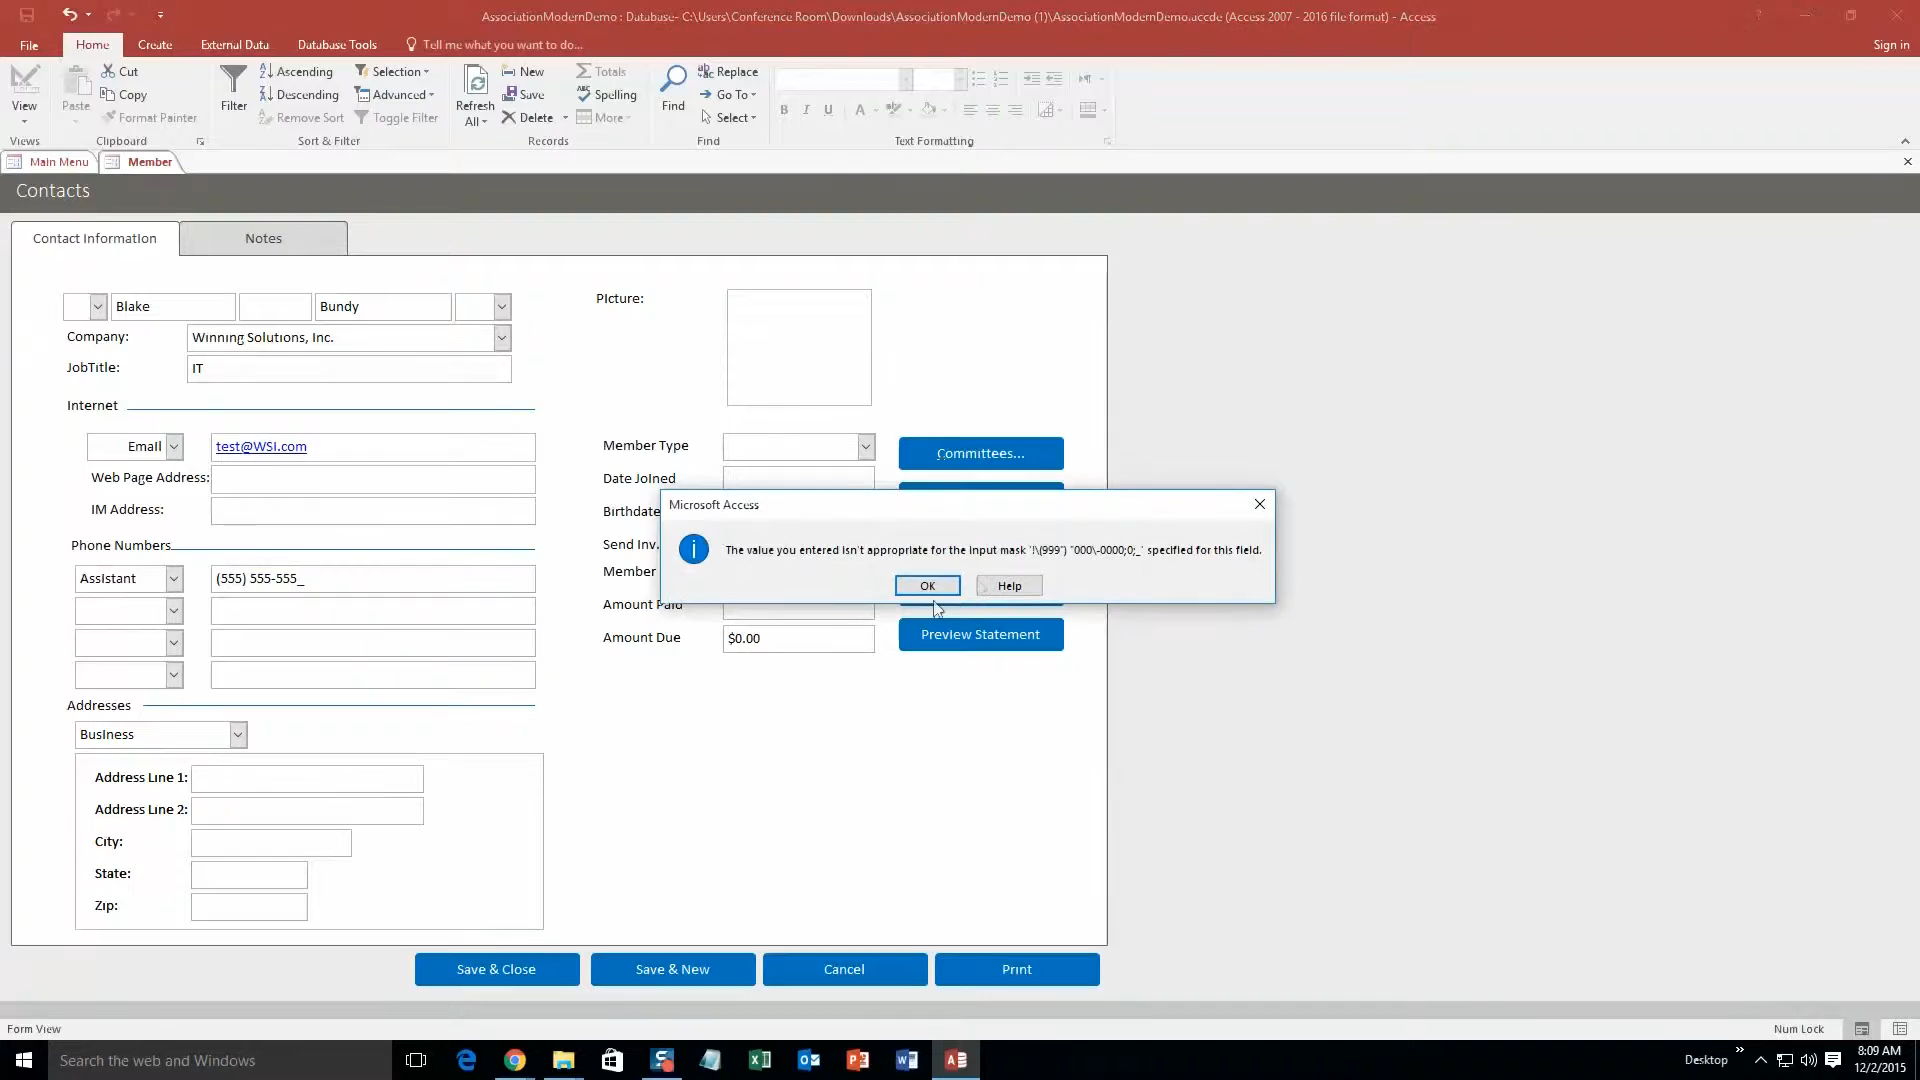 AssociationModernDemo : Database- C:\Users\Conference Room\Downloads\AssociationModernDemo (1)\AssociationModernDemo.accde (Access 2007 - 2016 file format) - Access
File Home Create External Data Database Tools Tell me what you want to do... Sign in
View
Views
Paste
Cut
Copy
Format Painter
Clipboard
Filter
Ascending
Descending
Remove Sort
Selection
Advanced
Toggle Filter
Sort & Filter
Refresh
All
New
Save
Delete
Totals
Spelling
More
Records
Find
Replace
Go To
Select
Find
B I U A
Text Formatting
Main Menu Member
Contacts
Contact Information Notes
Blake Bundy
Company: Winning Solutions, Inc.
JobTitle: IT
Internet
Email test@WSI.com
Web Page Address:
IM Address:
Phone Numbers
Assistant (555) 555-555_
Addresses
Business
Address Line 1:
Address Line 2:
City:
State:
Zip:
Picture:
Member Type
Date Joined
Birthdate
Send Inv.
Member
Amount Paid
Amount Due $0.00
Committees...
Preview Statement
Microsoft Access
The value you entered isn't appropriate for the input mask '!\(999") "000\-0000;0;_' specified for this field.
OK Help
Save & Close Save & New Cancel Print
Form View Num Lock
Search the web and Windows
Desktop
8:09 AM
12/2/2015